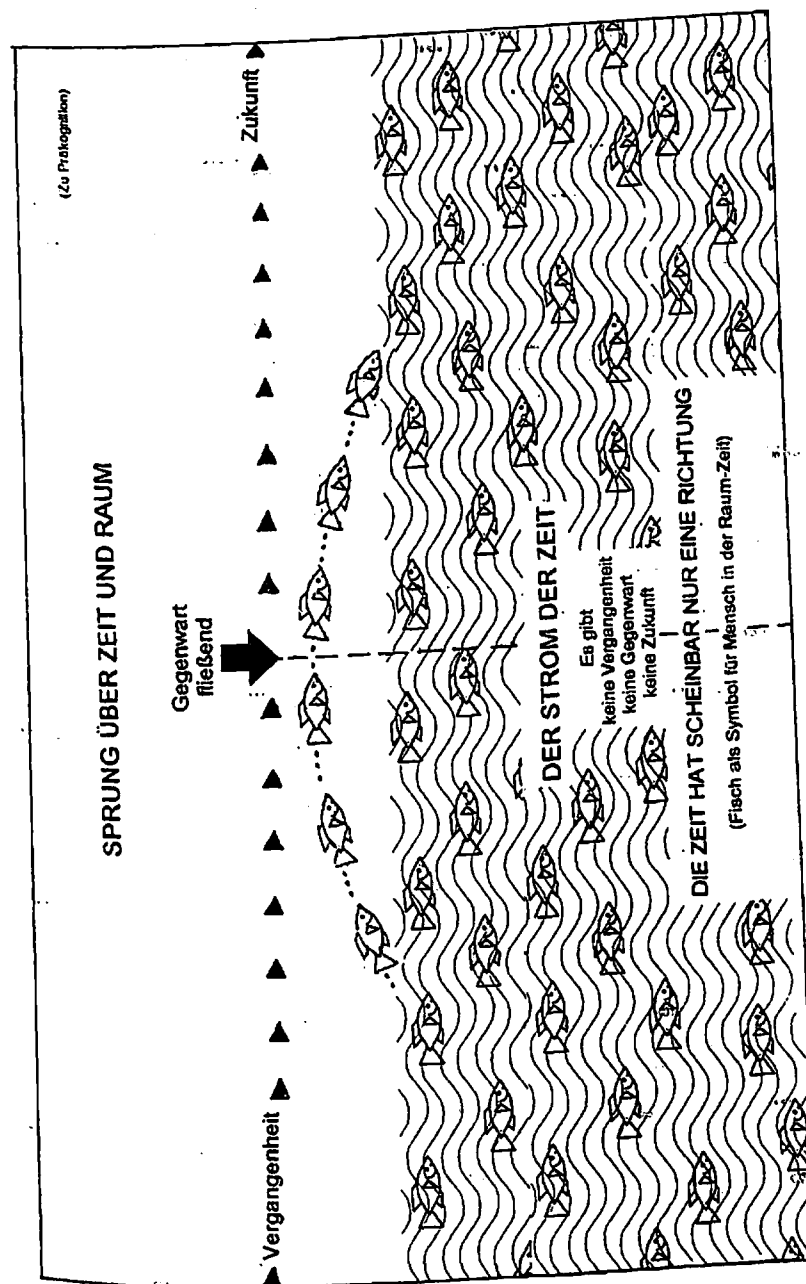 (Zu Präkognition)
SPRUNG ÜBER ZEIT UND RAUM
Gegenwart
fließend
Vergangenheit
Zukunft
DER STROM DER ZEIT
Es gibt
keine Vergangenheit
keine Gegenwart
keine Zukunft
DIE ZEIT HAT SCHEINBAR NUR EINE RICHTUNG
(Fisch als Symbol für Mensch in der Raum-Zeit)